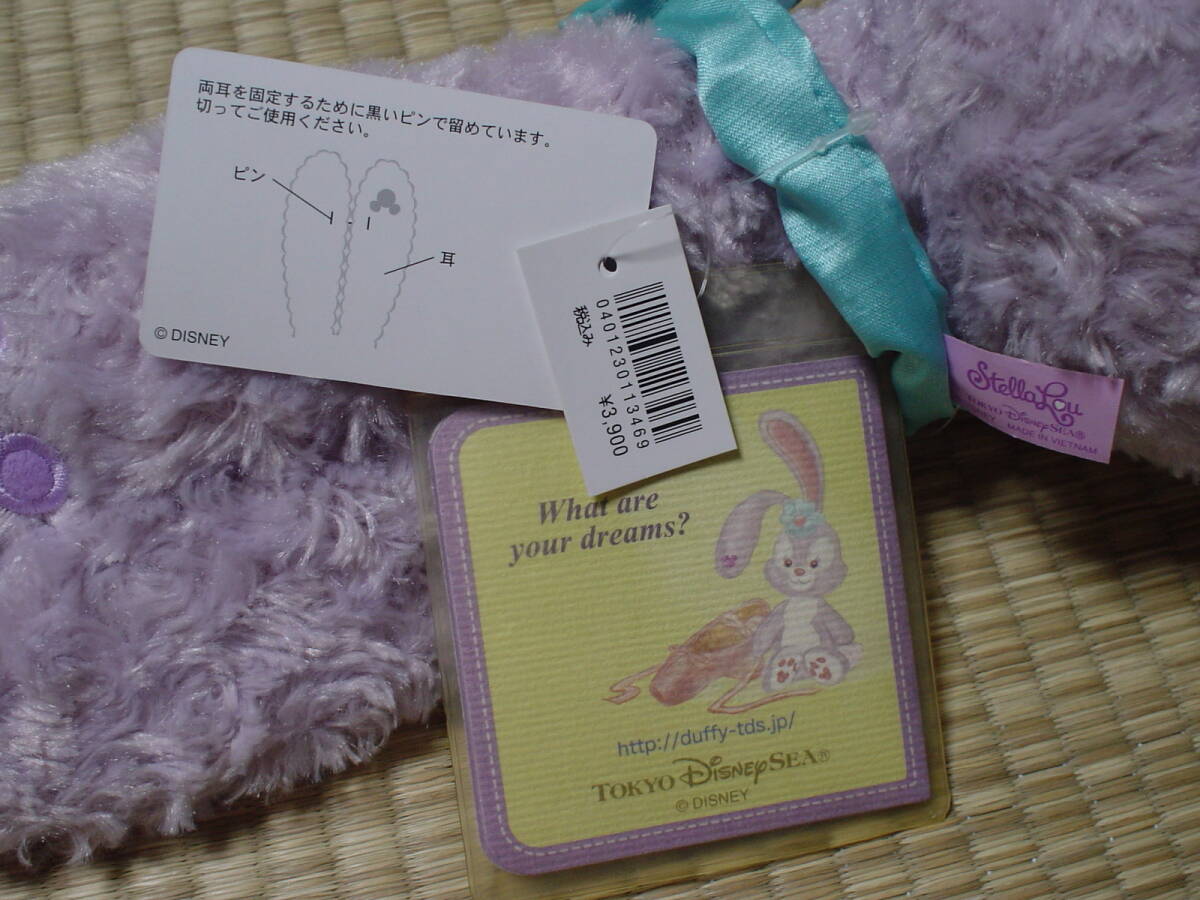 両耳を固定するために黒いピンで留めています。
切ってご使用ください。
ピン
耳
© DISNEY
0401230113469
税込み ¥3,900
What are
your dreams?
http://duffy-tds.jp/
TOKYO DISNEYSEA®
© DISNEY
StellaLou
TOKYO DISNEYSEA®
MADE IN VIETNAM